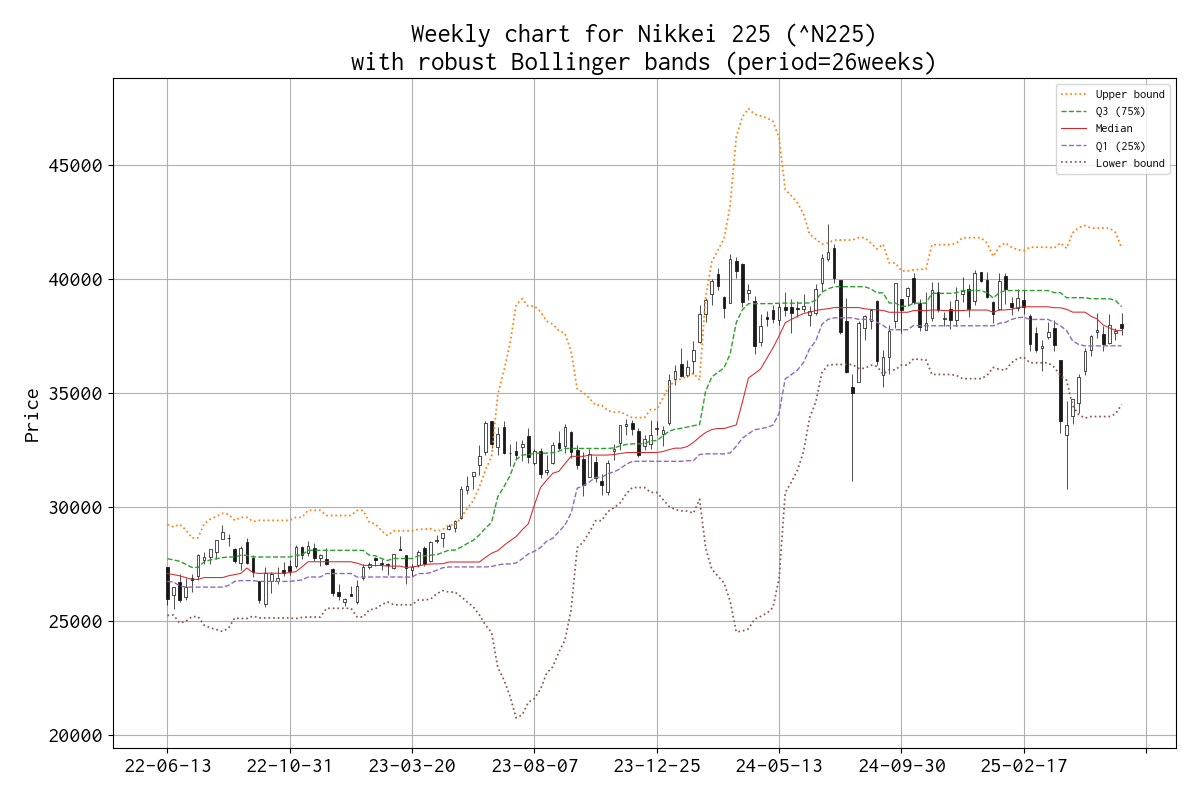 Weekly chart for Nikkei 225 (^N225)
with robust Bollinger bands (period=26weeks)
Upper bound
Q3 (75%)
Median
Q1 (25%)
Lower bound
Price
45000
40000
35000
30000
25000
20000
22-06-13
22-10-31
23-03-20
23-08-07
23-12-25
24-05-13
24-09-30
25-02-17